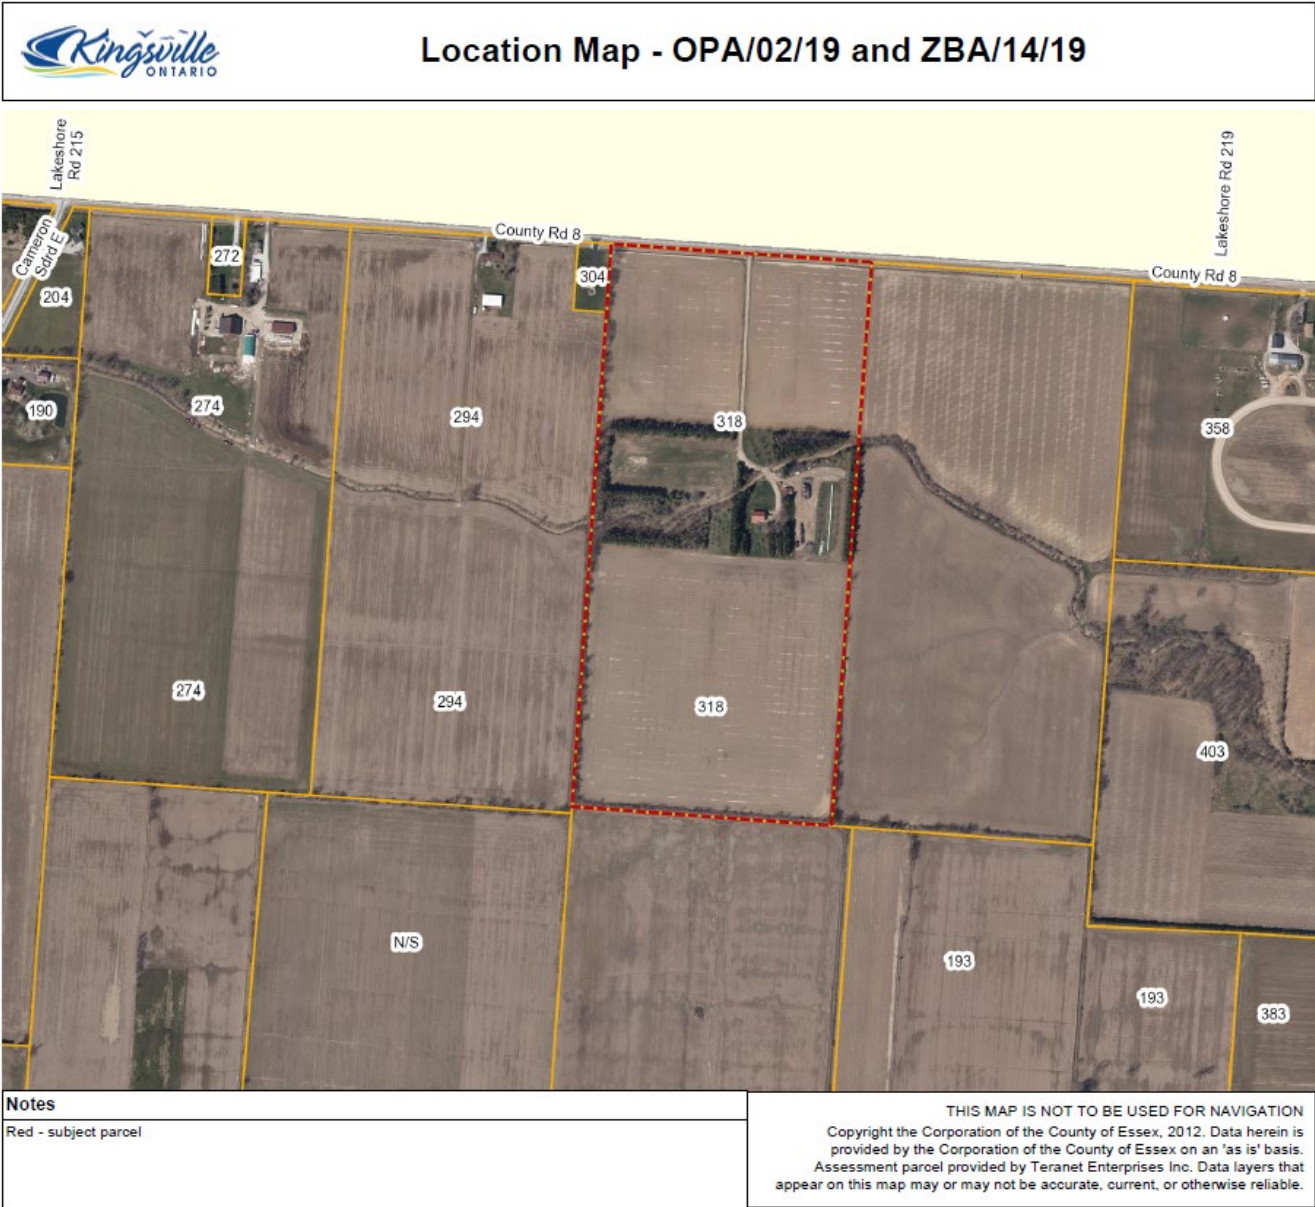 Kingsville
ONTARIO
Location Map - OPA/02/19 and ZBA/14/19
Lakeshore
Rd 215
Lakeshore Rd 219
Cameron
Sdrd E
County Rd 8
County Rd 8
272
304
204
190
274
294
318
358
274
294
318
403
N/S
193
193
383
Notes
Red - subject parcel
THIS MAP IS NOT TO BE USED FOR NAVIGATION
Copyright the Corporation of the County of Essex, 2012. Data herein is
provided by the Corporation of the County of Essex on an 'as is' basis.
Assessment parcel provided by Teranet Enterprises Inc. Data layers that
appear on this map may or may not be accurate, current, or otherwise reliable.